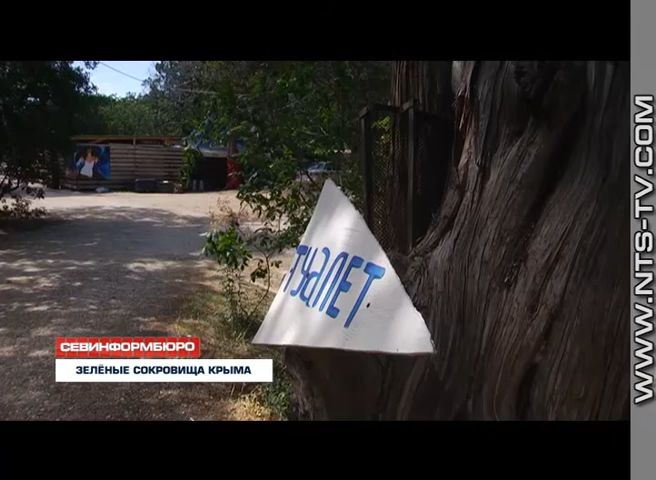 ТУАЛЕТ
СЕВИНФОРМБЮРО
ЗЕЛЁНЫЕ СОКРОВИЩА КРЫМА
WWW.NTS-TV.COM